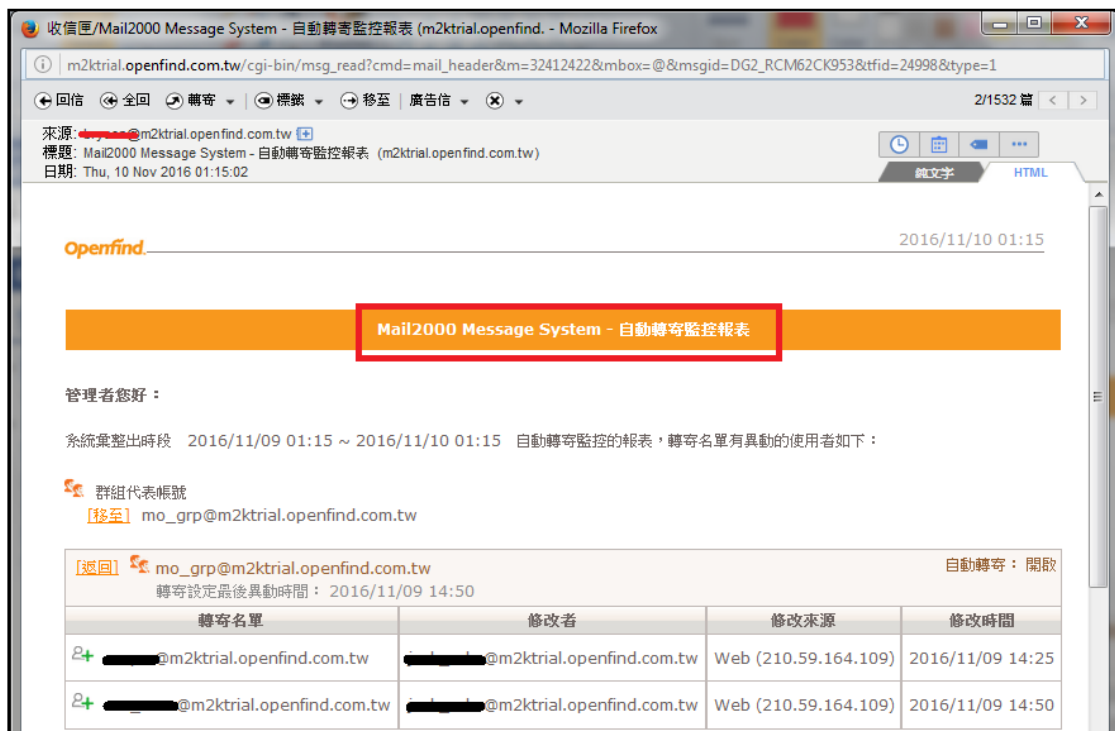 收信匣/Mail2000 Message System - 自動轉寄監控報表 (m2ktrial.openfind. - Mozilla Firefox
m2ktrial.openfind.com.tw/cgi-bin/msg_read?cmd=mail_header&m=32412422&mbox=@&msgid=DG2_RCM62CK953&tfid=24998&type=1
回信 全回 轉寄 標籤 移至 廣告信 2/1532 篇
來源: @m2ktrial.openfind.com.tw
標題: Mail2000 Message System - 自動轉寄監控報表 (m2ktrial.openfind.com.tw)
日期: Thu, 10 Nov 2016 01:15:02
純文字 HTML
Openfind 2016/11/10 01:15
Mail2000 Message System - 自動轉寄監控報表
管理者您好：
系統彙整出時段 2016/11/09 01:15 ~ 2016/11/10 01:15 自動轉寄監控的報表，轉寄名單有異動的使用者如下：
群組代表帳號
[移至] mo_grp@m2ktrial.openfind.com.tw
[返回] mo_grp@m2ktrial.openfind.com.tw 自動轉寄： 開啟
轉寄設定最後異動時間： 2016/11/09 14:50
轉寄名單 修改者 修改來源 修改時間
@m2ktrial.openfind.com.tw @m2ktrial.openfind.com.tw Web (210.59.164.109) 2016/11/09 14:25
@m2ktrial.openfind.com.tw @m2ktrial.openfind.com.tw Web (210.59.164.109) 2016/11/09 14:50